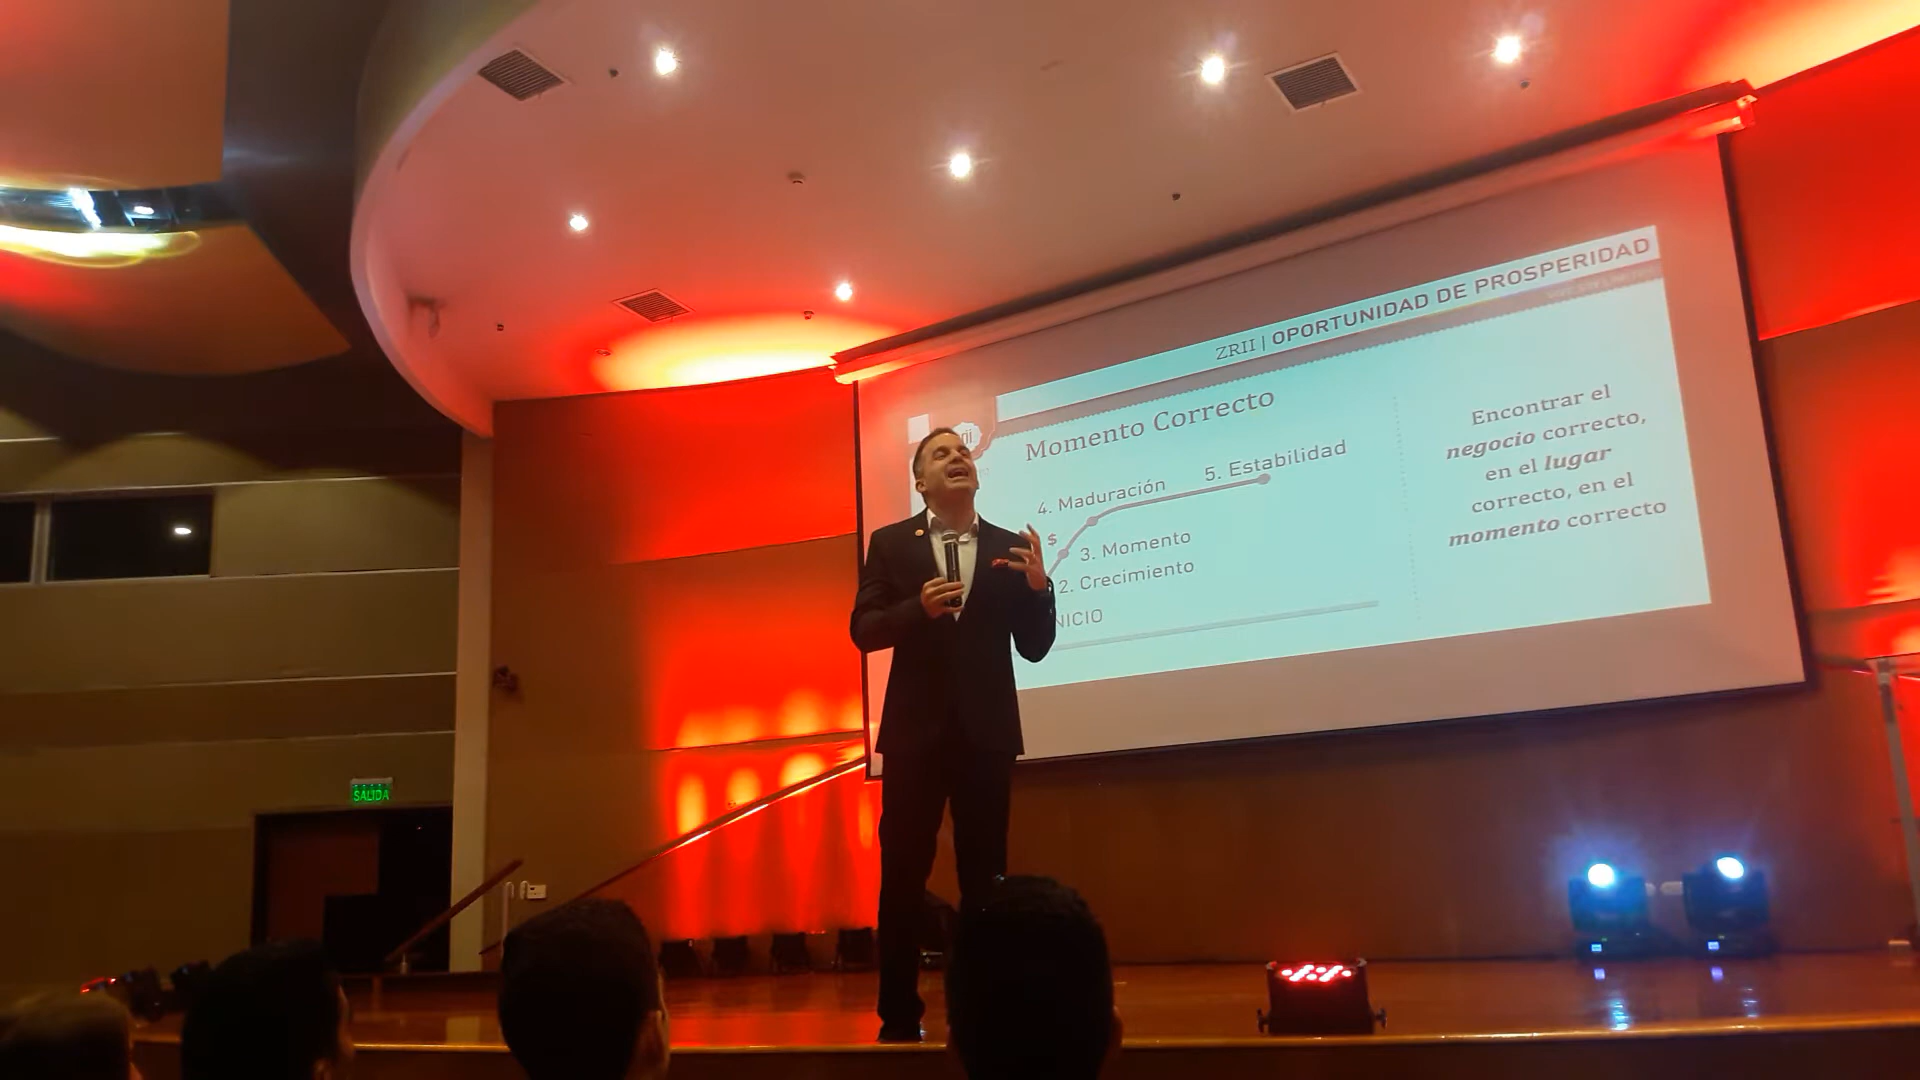 ZRII | OPORTUNIDAD DE PROSPERIDAD
rii
Momento Correcto
4. Maduración
5. Estabilidad
$
3. Momento
2. Crecimiento
NICIO
Encontrar el
negocio correcto,
en el lugar
correcto, en el
momento correcto
SALIDA